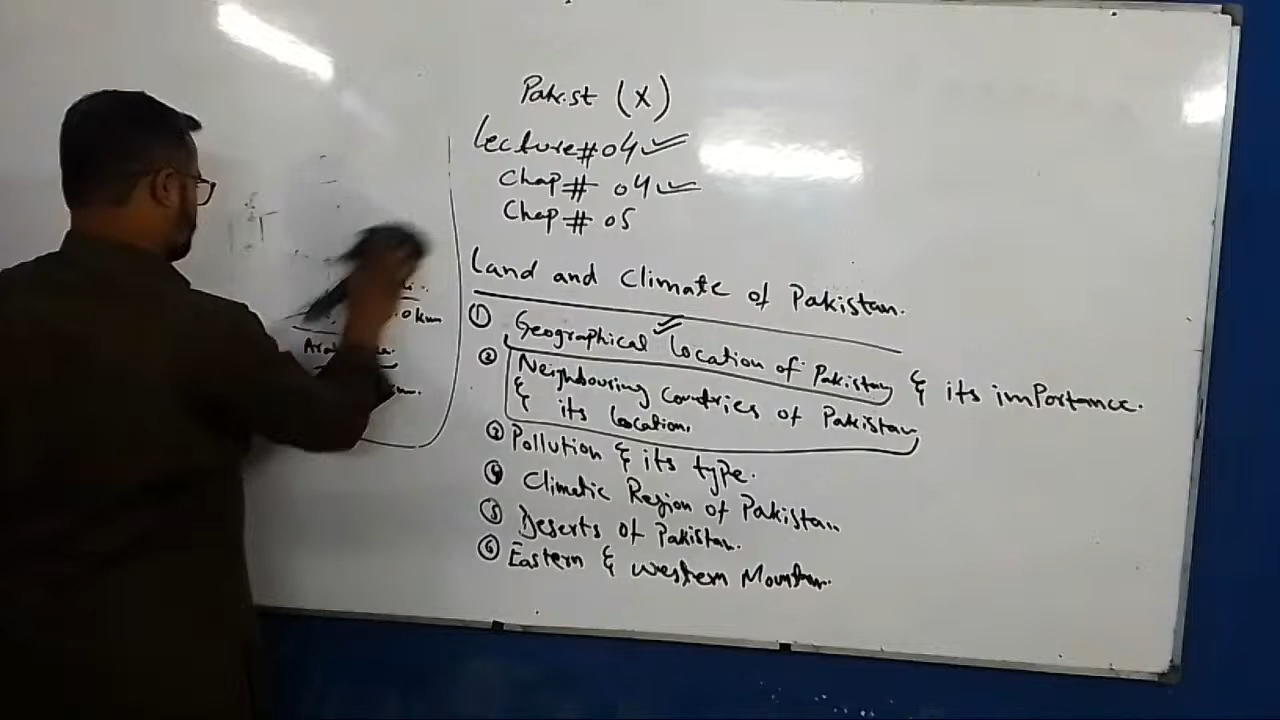 Pak.st (X)
Lecture# 04
Chap# 04
Chap# 05
Land and Climate of Pakistan.
① Geographical Location of Pakistan & its importance.
② Neighbouring Countries of Pakistan
& its Location.
③ Pollution & its type.
④ Climatic Region of Pakistan.
⑤ Deserts of Pakistan.
⑥ Eastern & Western Mountain.
0km